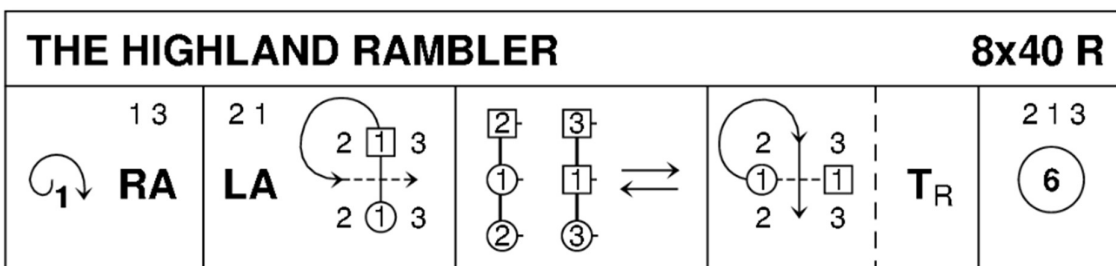 THE HIGHLAND RAMBLER 8x40 R
1 3 2 1 2 1 3 2 3 2 3 2 1 3
1 RA LA 1 1 1 1 T R 6
2 1 3 2 3 2 3